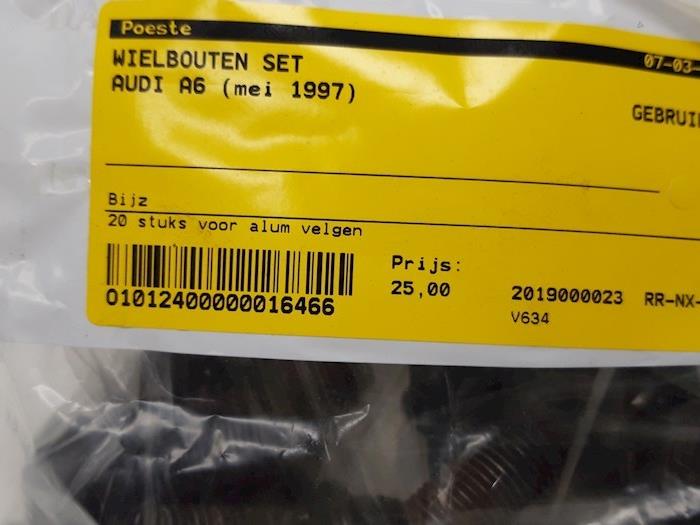 Poeste
07-03-
WIELBOUTEN SET
AUDI A6 (mei 1997)
GEBRUI
Bijz
20 stuks voor alum velgen
Prijs:
25,00
01012400000016466
2019000023 RR-NX-
V634